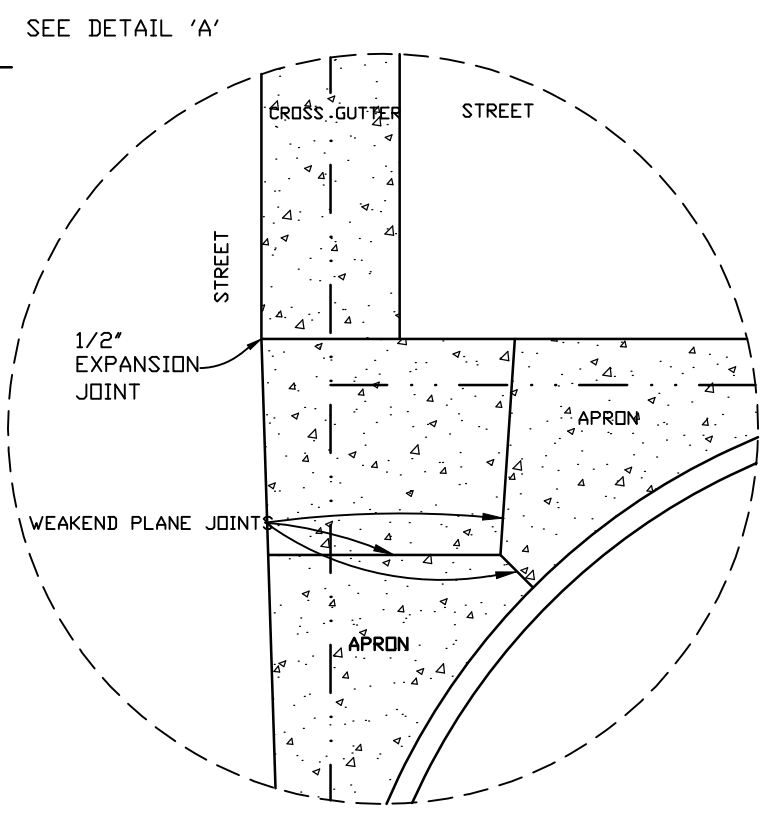 SEE DETAIL 'A'
CROSS GUTTER
STREET
STREET
1/2"
EXPANSION
JOINT
APRON
WEAKEND PLANE JOINTS
APRON